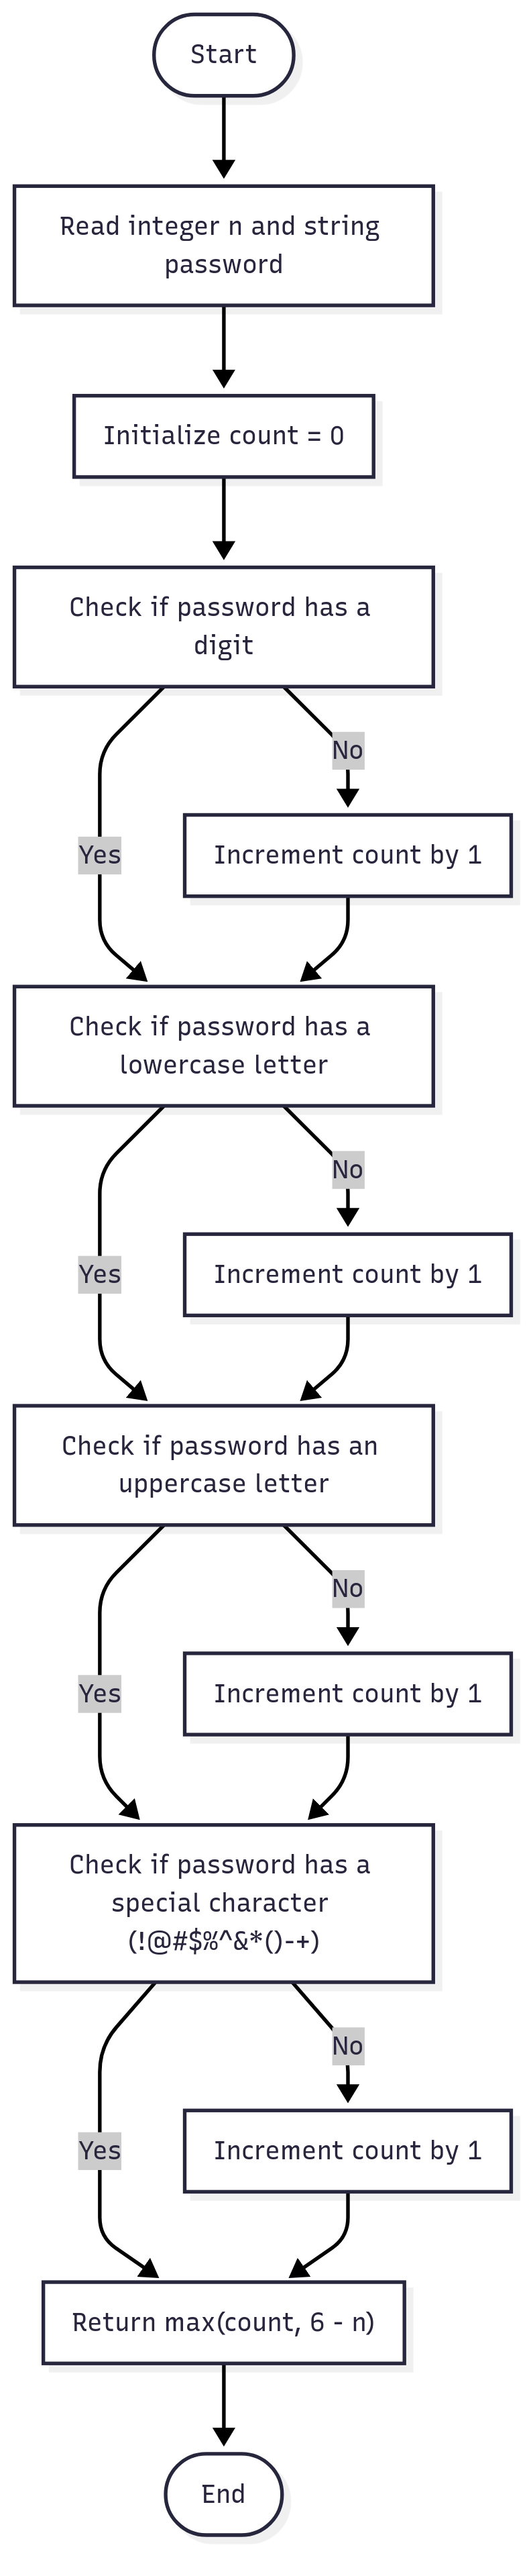 Start
Read integer n and string
password
Initialize count = 0
Check if password has a
digit
No
Yes
Increment count by 1
Check if password has a
lowercase letter
No
Yes
Increment count by 1
Check if password has an
uppercase letter
No
Yes
Increment count by 1
Check if password has a
special character
(!@#$%^&*()-+)
No
Yes
Increment count by 1
Return max(count, 6 - n)
End